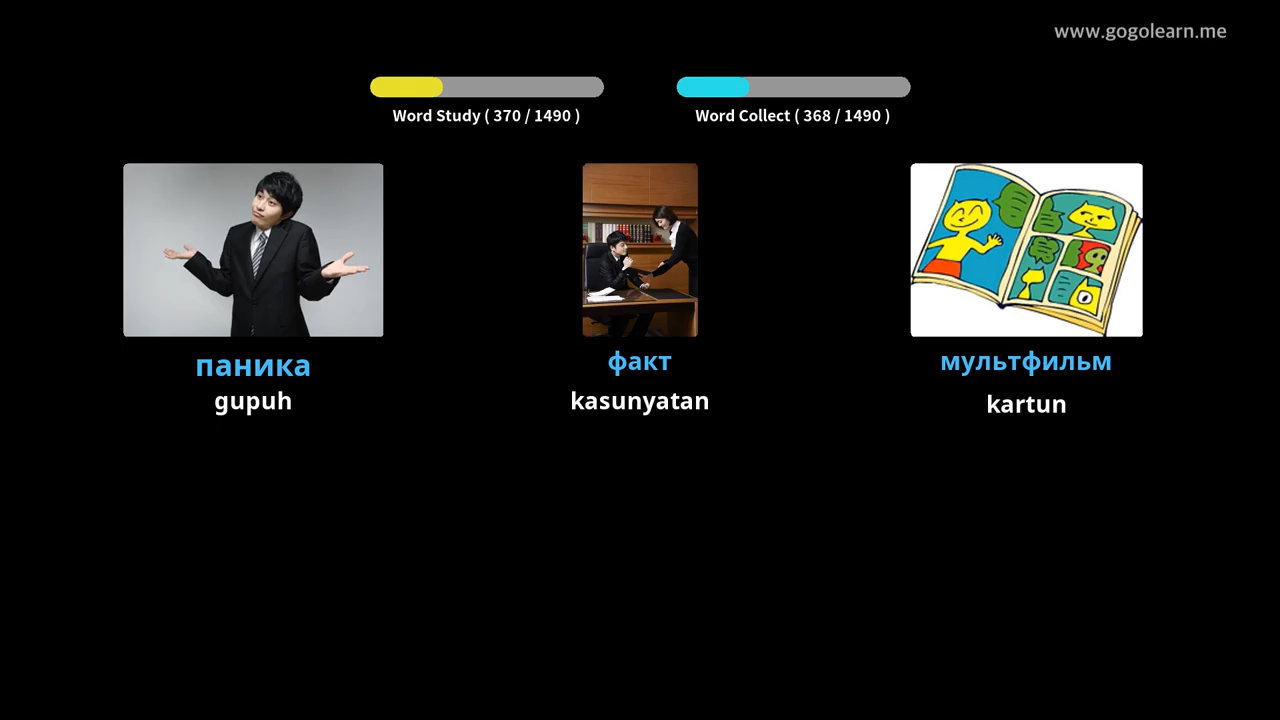 www.gogolearn.me
Word Study ( 370 / 1490 )
Word Collect ( 368 / 1490 )
паника
gupuh
факт
kasunyatan
мультфильм
kartun